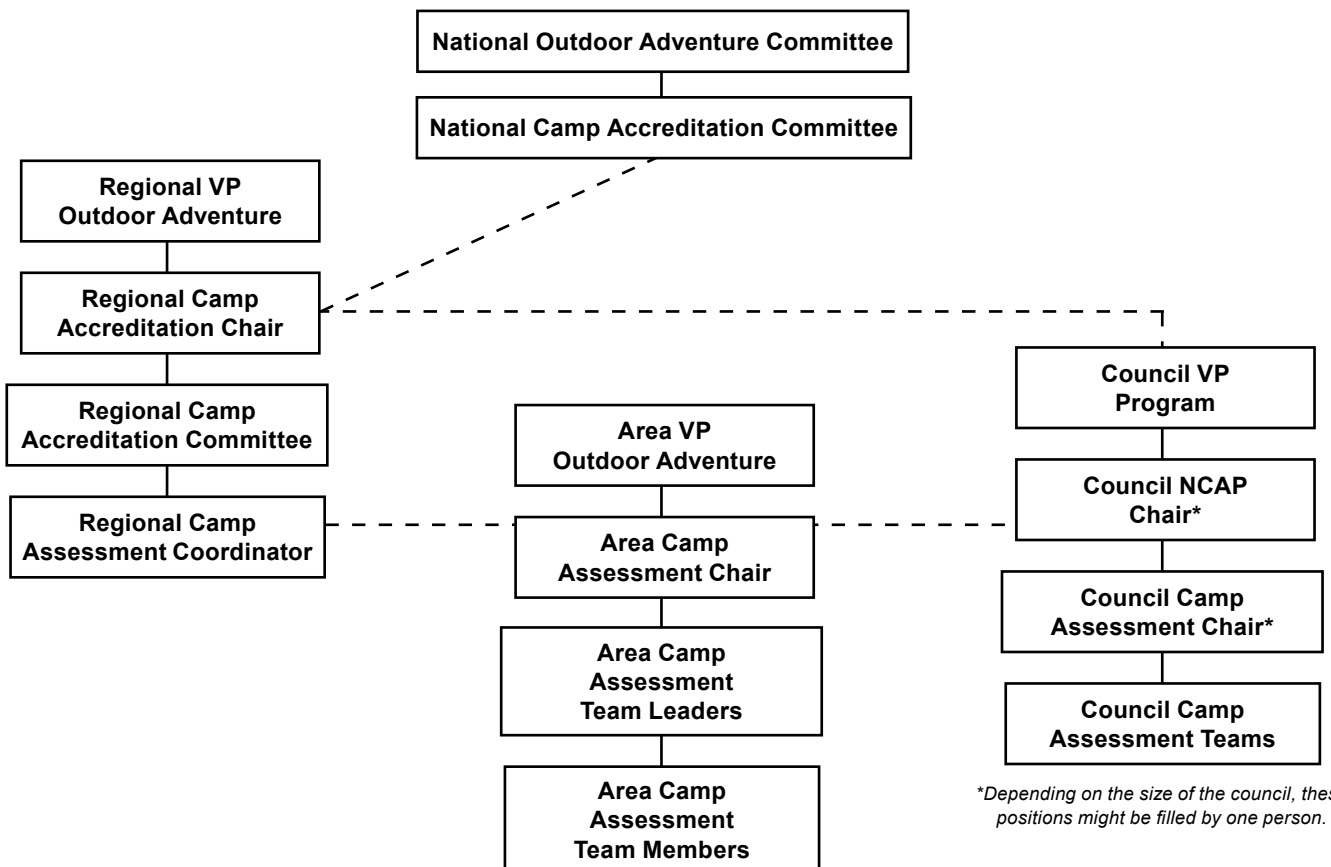 National Outdoor Adventure Committee
National Camp Accreditation Committee
Regional VP
Outdoor Adventure
Regional Camp
Accreditation Chair
Regional Camp
Accreditation Committee
Regional Camp
Assessment Coordinator
Area VP
Outdoor Adventure
Area Camp
Assessment Chair
Area Camp
Assessment
Team Leaders
Area Camp
Assessment
Team Members
Council VP
Program
Council NCAP
Chair*
Council Camp
Assessment Chair*
Council Camp
Assessment Teams
*Depending on the size of the council, thes
positions might be filled by one person.